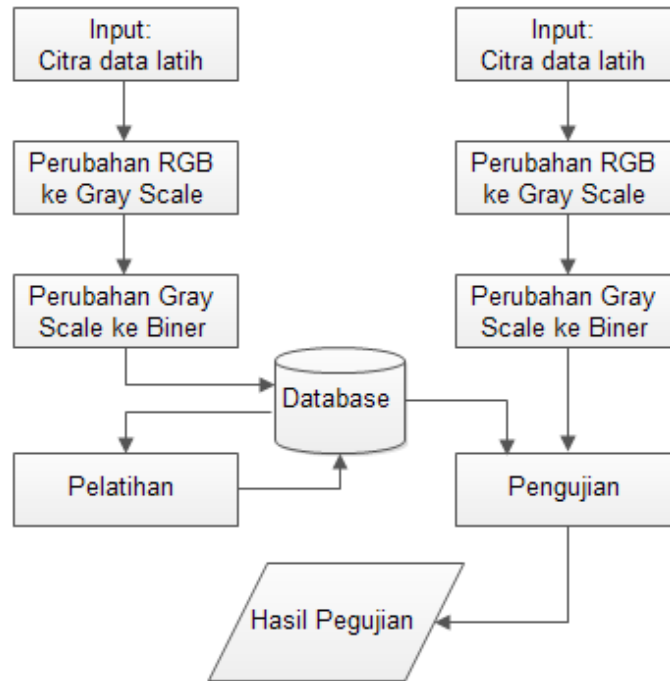 Input:
Citra data latih
Perubahan RGB
ke Gray Scale
Perubahan Gray
Scale ke Biner
Input:
Citra data latih
Perubahan RGB
ke Gray Scale
Perubahan Gray
Scale ke Biner
Database
Pelatihan
Pengujian
Hasil Pegujian